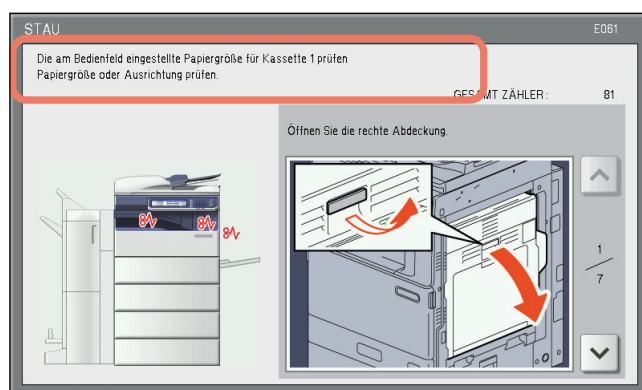 STAU
E061
Die am Bedienfeld eingestellte Papiergröße für Kassette 1 prüfen
Papiergröße oder Ausrichtung prüfen.
GESAMT ZÄHLER: 81
Öffnen Sie die rechte Abdeckung.
1
7